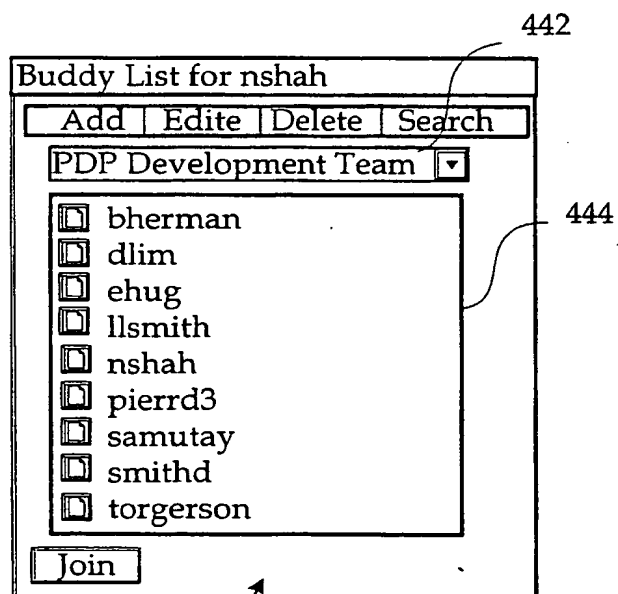 442
Buddy List for nshah
Add Edite Delete Search
PDP Development Team
444
bherman
dlim
ehug
llsmith
nshah
pierrd3
samutay
smithd
torgerson
Join